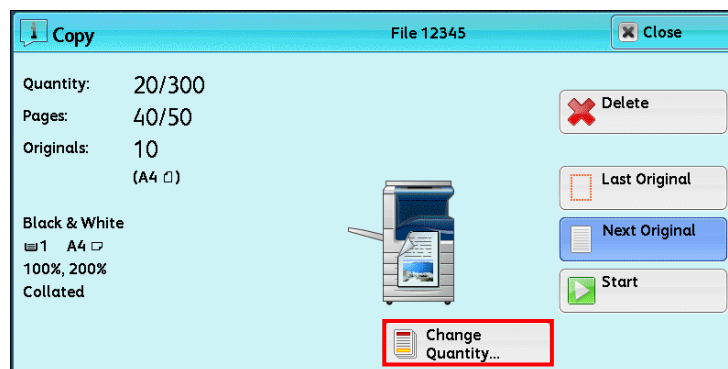 Copy
File 12345
Close
Quantity: 20/300
Pages: 40/50
Originals: 10
(A4)
Delete
Last Original
Next Original
Start
Black & White
1 A4
100%, 200%
Collated
Change
Quantity...